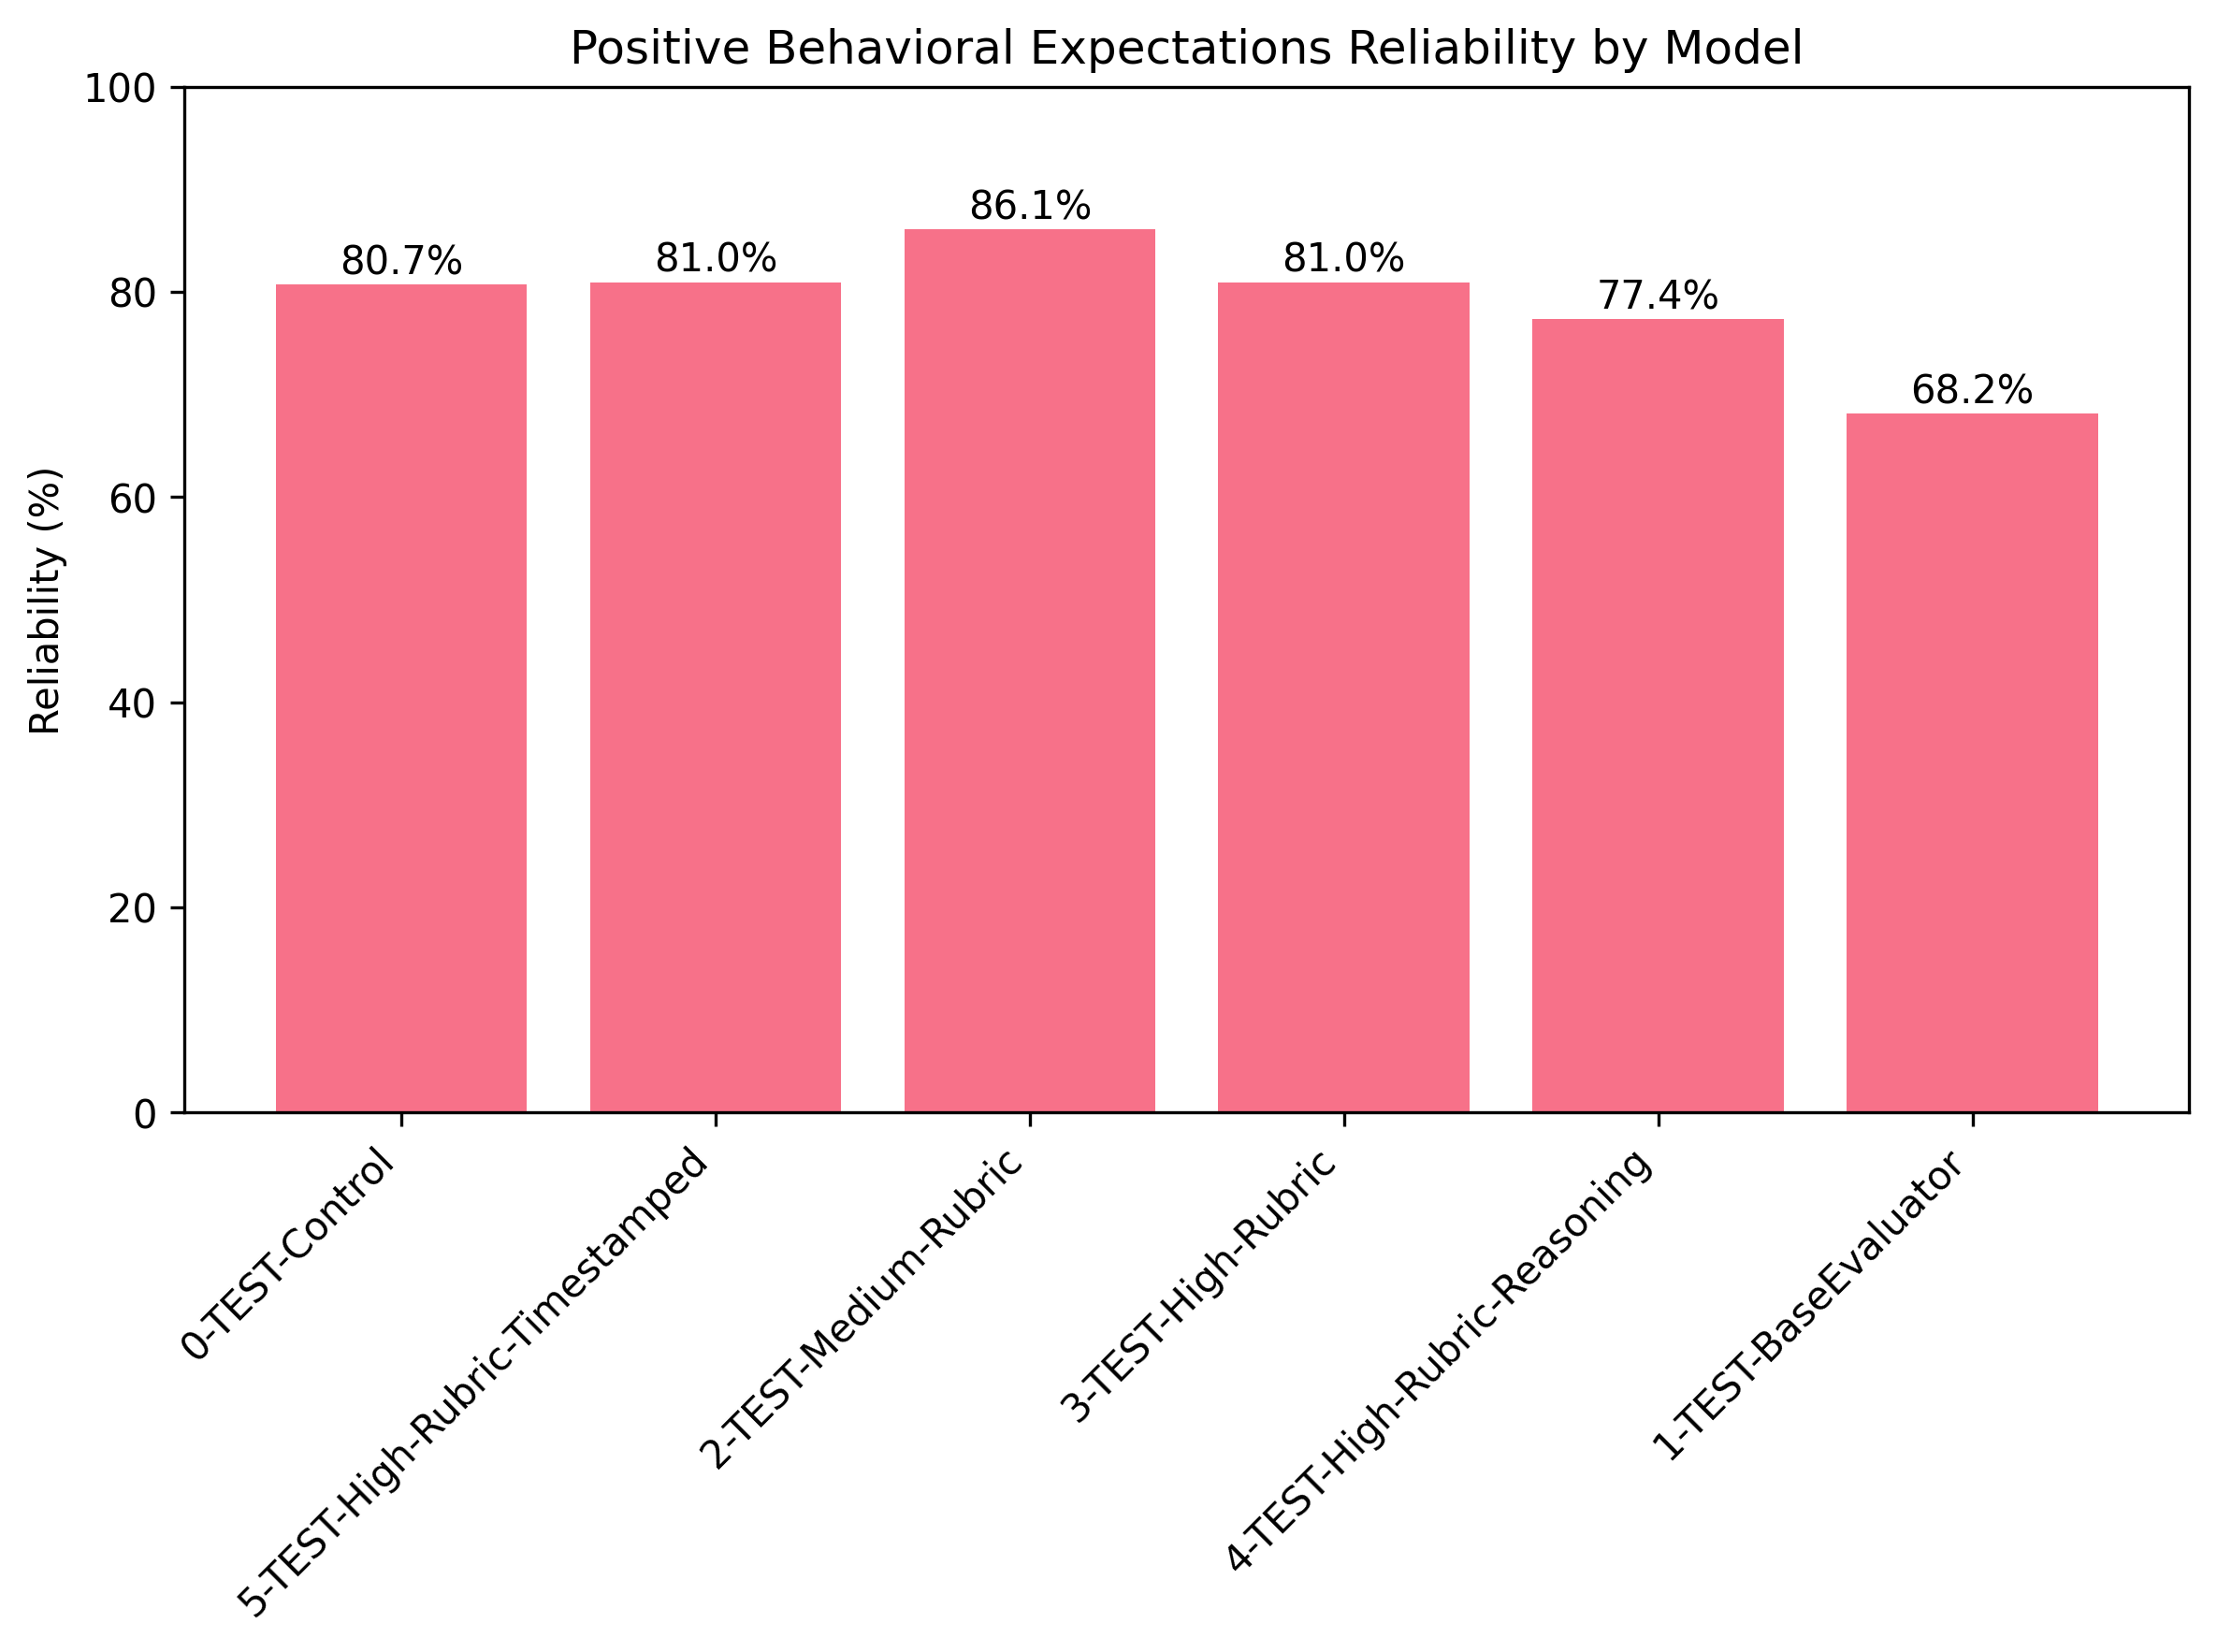 Positive Behavioral Expectations Reliability by Model
Reliability (%)
100
80
60
40
20
0
80.7%
81.0%
86.1%
81.0%
77.4%
68.2%
0-TEST-Control
5-TEST-High-Rubric-Timestamped
2-TEST-Medium-Rubric
3-TEST-High-Rubric
4-TEST-High-Rubric-Reasoning
1-TEST-BaseEvaluator